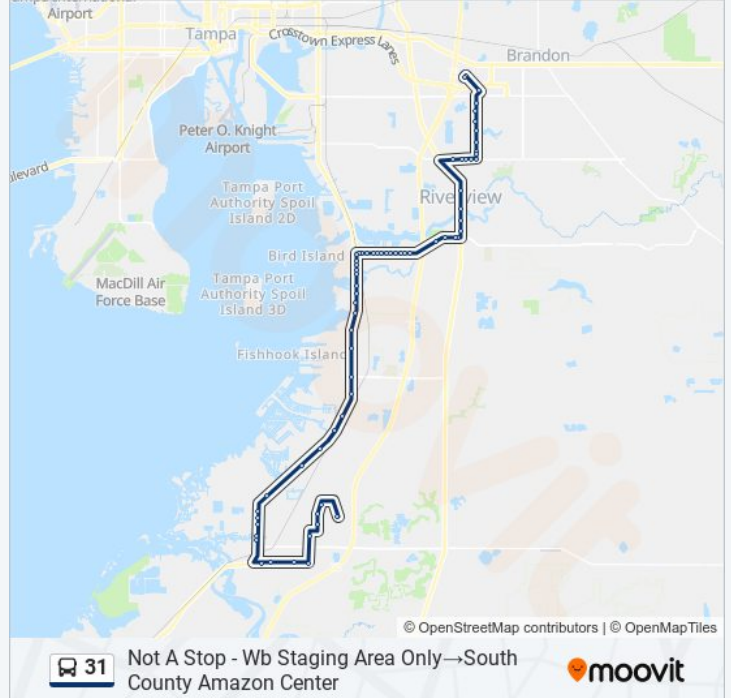 Airport
Tampa
Crosstown Express Lanes
Brandon
Peter O. Knight
Airport
Tampa Port
Authority Spoil
Island 2D
Riverview
Bird Island
MacDill Air
Force Base
Tampa Port
Authority Spoil
Island 3D
Fishhook Island
© OpenStreetMap contributors | © OpenMapTiles
31
Not A Stop - Wb Staging Area Only→South
County Amazon Center
moovit